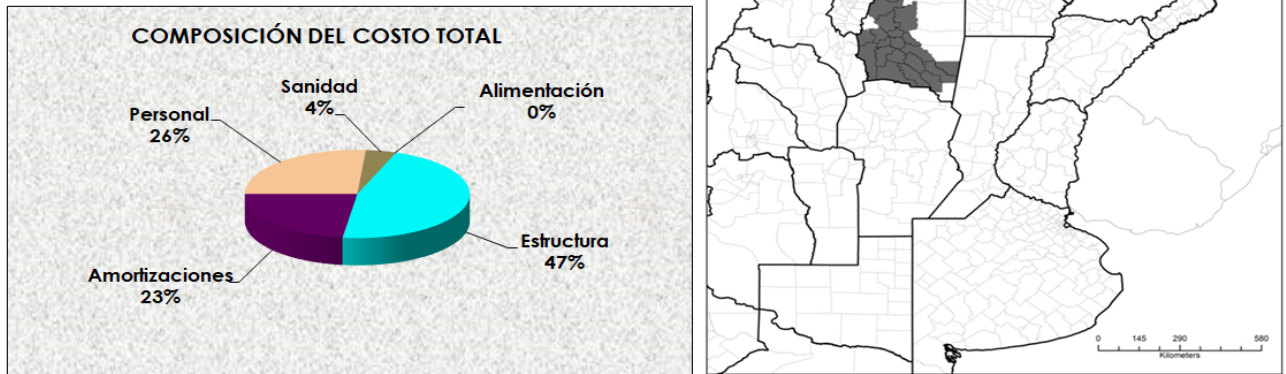 COMPOSICIÓN DEL COSTO TOTAL
Sanidad
4%
Alimentación
0%
Personal
26%
Estructura
47%
Amortizaciones
23%
0 145 290 580
Kilometers